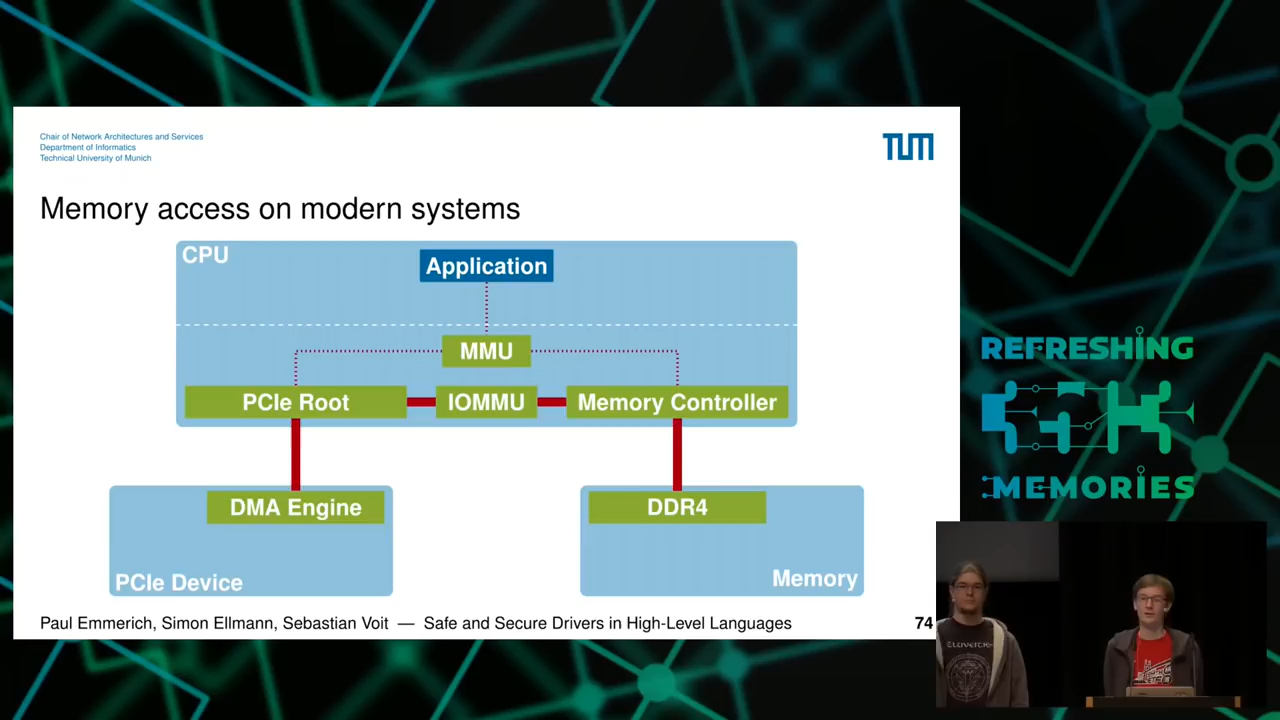 Chair of Network Architectures and Services
Department of Informatics
Technical University of Munich
TUM
Memory access on modern systems
CPU
Application
MMU
PCIe Root
IOMMU
Memory Controller
DMA Engine
DDR4
PCIe Device
Memory
Paul Emmerich, Simon Ellmann, Sebastian Voit — Safe and Secure Drivers in High-Level Languages
74
REFRESHING
MEMORIES
ELUVEITIE